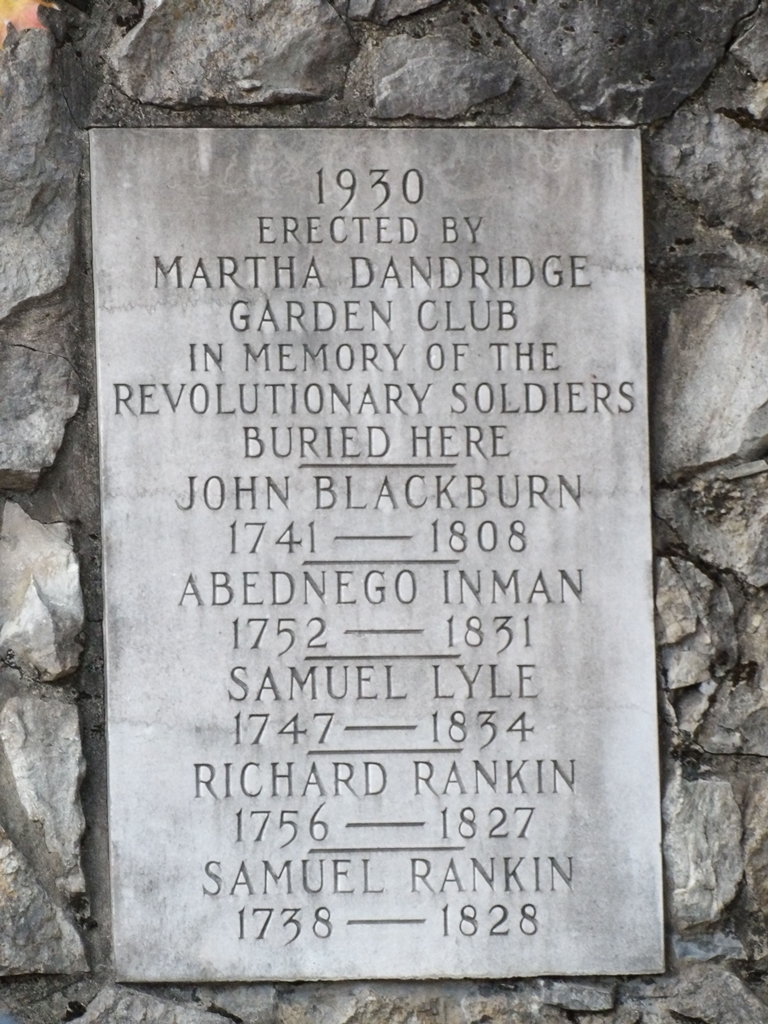 1930
ERECTED BY
MARTHA DANDRIDGE
GARDEN CLUB
IN MEMORY OF THE
REVOLUTIONARY SOLDIERS
BURIED HERE
JOHN BLACKBURN
1741 — 1808
ABEDNEGO INMAN
1752 — 1831
SAMUEL LYLE
1747 — 1834
RICHARD RANKIN
1756 — 1827
SAMUEL RANKIN
1738 — 1828